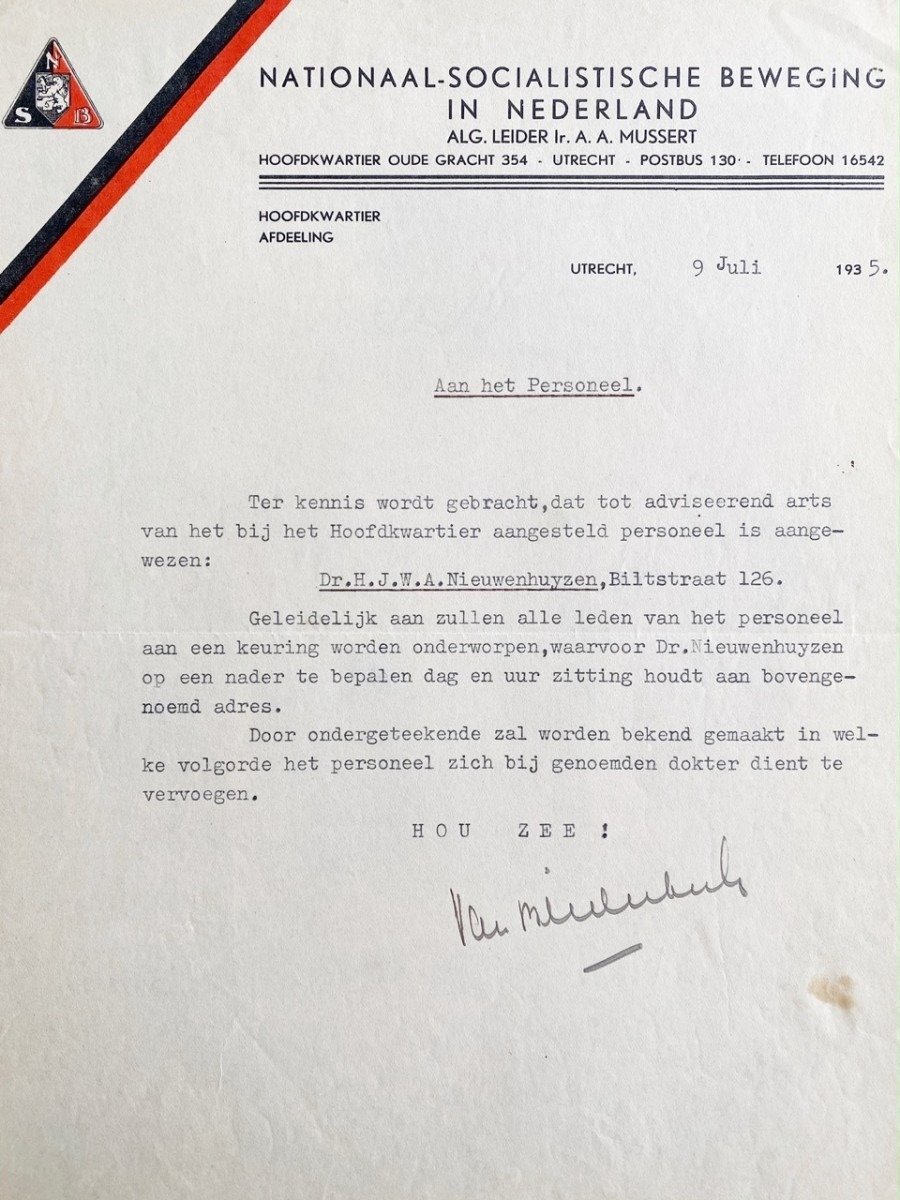 N
S B
NATIONAAL-SOCIALISTISCHE BEWEGiNG
IN NEDERLAND
ALG. LEIDER Ir. A. A. MUSSERT
HOOFDKWARTIER OUDE GRACHT 354 - UTRECHT - POSTBUS 130 - TELEFOON 16542
HOOFDKWARTIER
AFDEELING
UTRECHT, 9 Juli 1935.
Aan het Personeel.
Ter kennis wordt gebracht,dat tot adviseerend arts
van het bij het Hoofdkwartier aangesteld personeel is aange-
wezen:
Dr.H.J.W.A.Nieuwenhuyzen,Biltstraat 126.
Geleidelijk aan zullen alle leden van het personeel
aan een keuring worden onderworpen,waarvoor Dr.Nieuwenhuyzen
op een nader te bepalen dag en uur zitting houdt aan bovenge-
noemd adres.
Door ondergeteekende zal worden bekend gemaakt in wel-
ke volgorde het personeel zich bij genoemden dokter dient te
vervoegen.
HOU ZEE !
Van